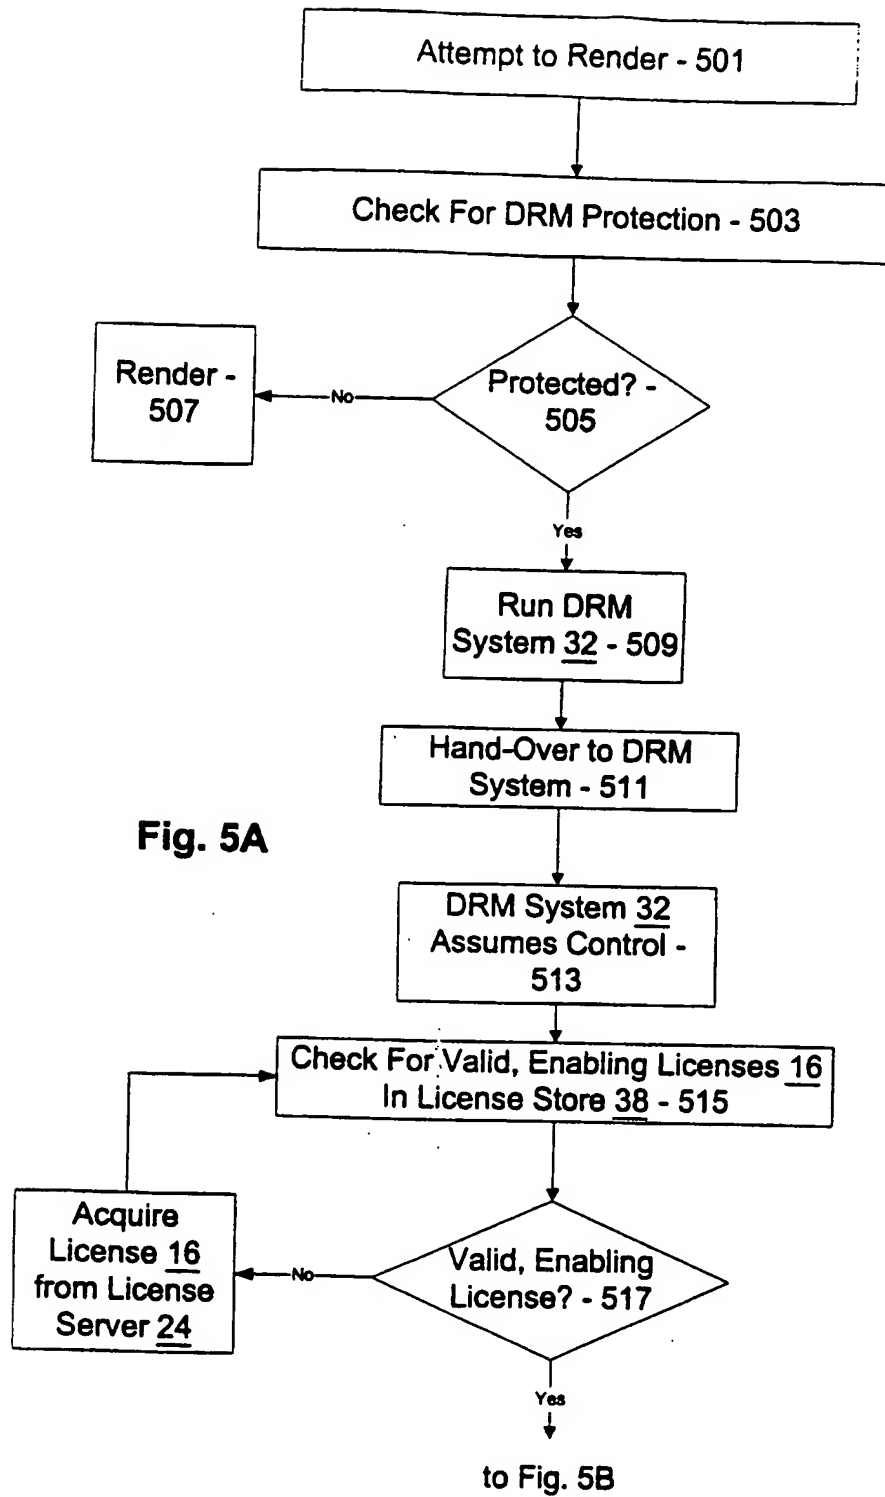 Attempt to Render - 501
Check For DRM Protection - 503
Protected? -
505
No
Render -
507
Yes
Run DRM
System 32 - 509
Hand-Over to DRM
System - 511
Fig. 5A
DRM System 32
Assumes Control -
513
Check For Valid, Enabling Licenses 16
In License Store 38 - 515
Valid, Enabling
License? - 517
No
Acquire
License 16
from License
Server 24
Yes
to Fig. 5B